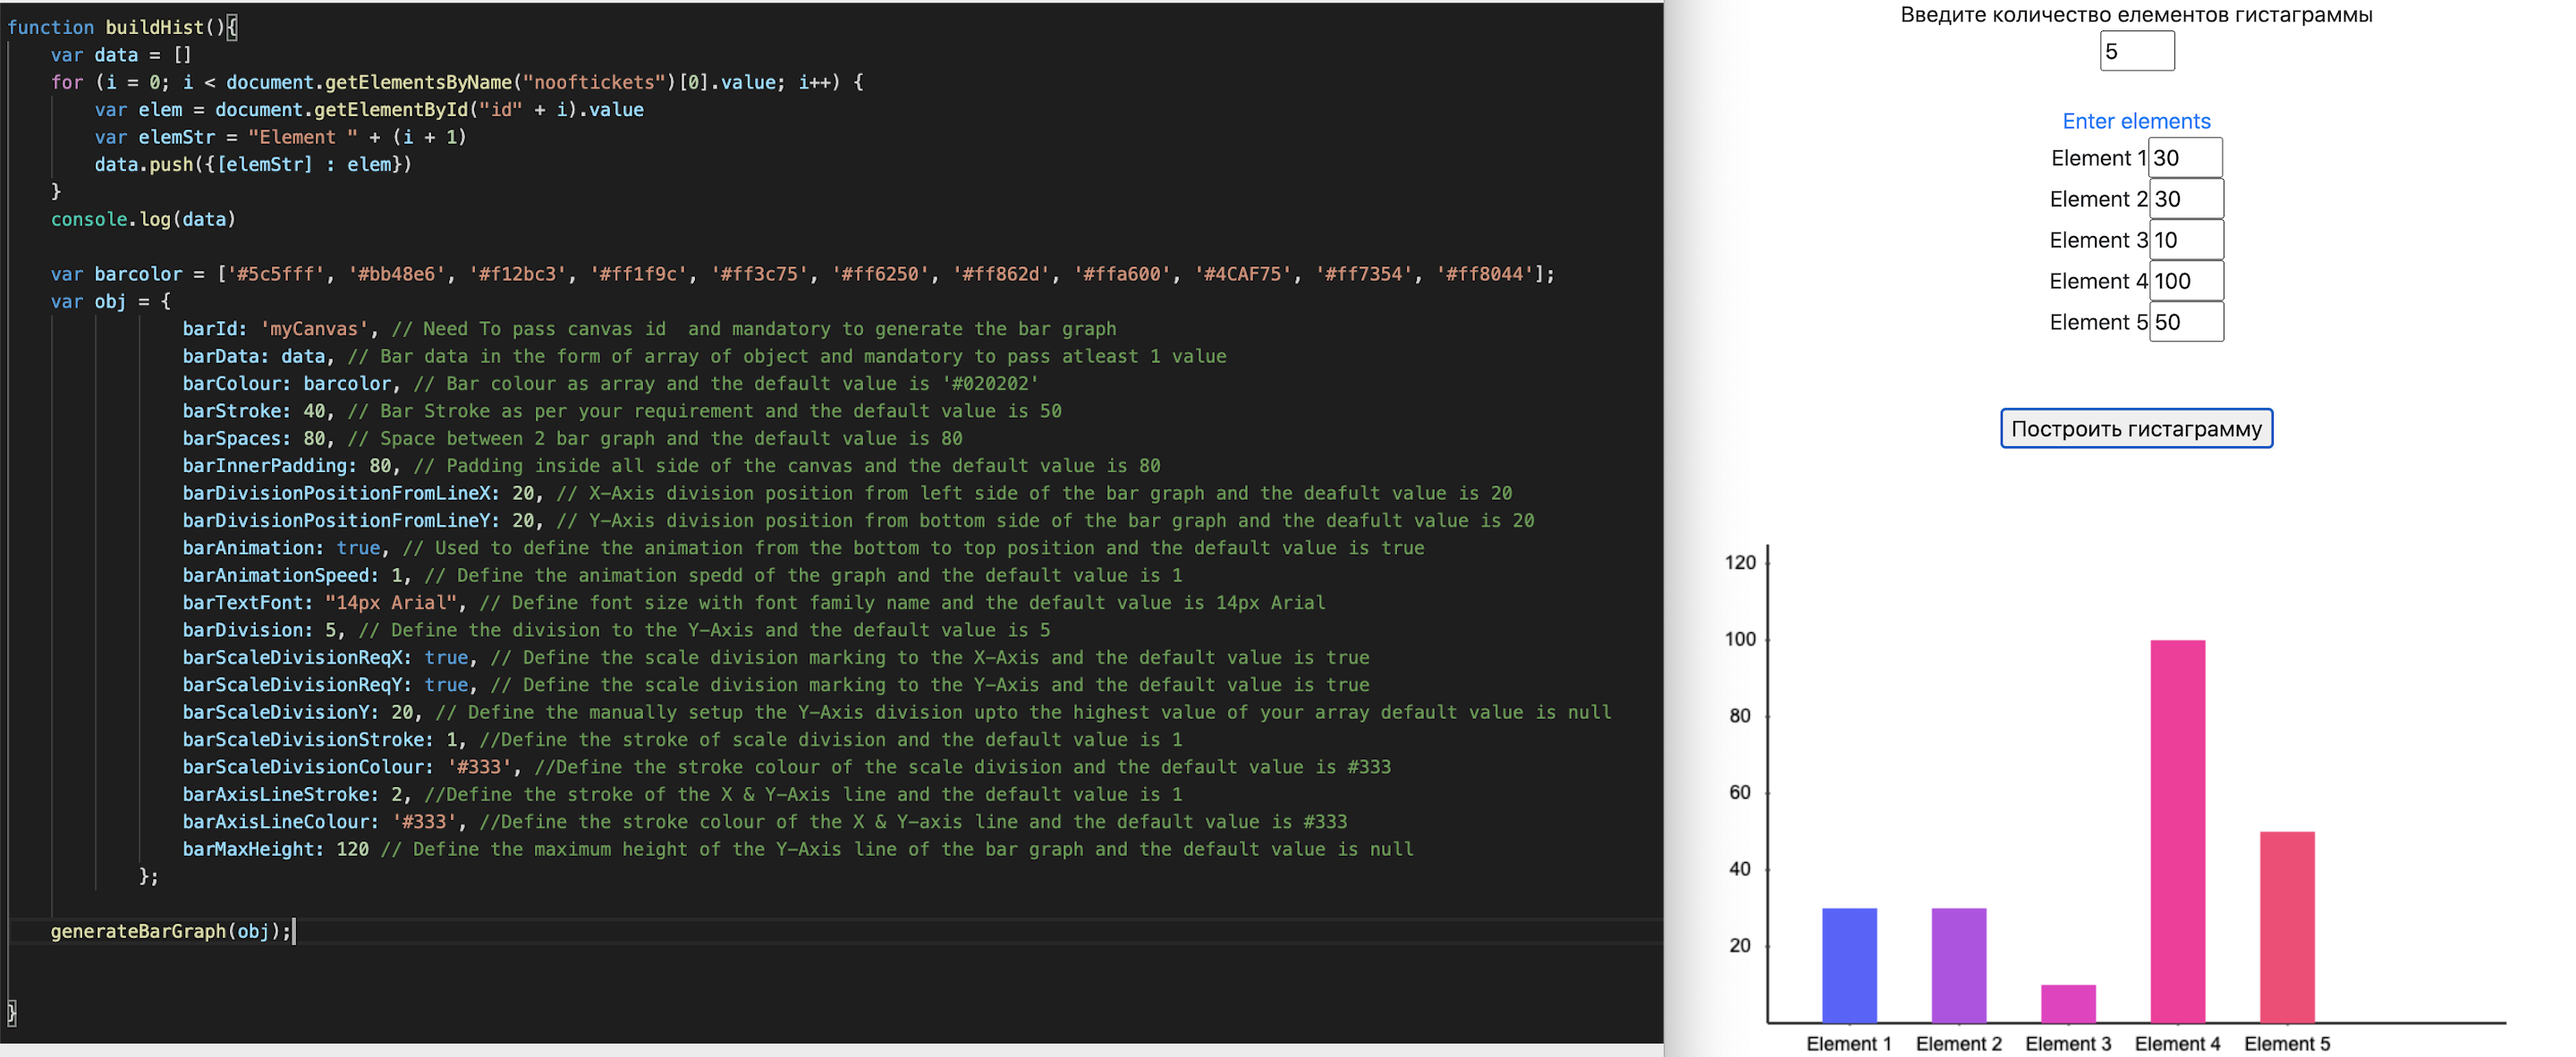 function buildHist(){
var data = []
for (i = 0; i < document.getElementsByName("nooftickets")[0].value; i++) {
var elem = document.getElementById("id" + i).value
var elemStr = "Element " + (i + 1)
data.push({[elemStr] : elem})
}
console.log(data)
var barcolor = ['#5c5fff', '#bb48e6', '#f12bc3', '#ff1f9c', '#ff3c75', '#ff6250', '#ff862d', '#ffa600', '#4CAF75', '#ff7354', '#ff8044'];
var obj = {
barId: 'myCanvas', // Need To pass canvas id  and mandatory to generate the bar graph
barData: data, // Bar data in the form of array of object and mandatory to pass atleast 1 value
barColour: barcolor, // Bar colour as array and the default value is '#020202'
barStroke: 40, // Bar Stroke as per your requirement and the default value is 50
barSpaces: 80, // Space between 2 bar graph and the default value is 80
barInnerPadding: 80, // Padding inside all side of the canvas and the default value is 80
barDivisionPositionFromLineX: 20, // X-Axis division position from left side of the bar graph and the deafult value is 20
barDivisionPositionFromLineY: 20, // Y-Axis division position from bottom side of the bar graph and the deafult value is 20
barAnimation: true, // Used to define the animation from the bottom to top position and the default value is true
barAnimationSpeed: 1, // Define the animation spedd of the graph and the default value is 1
barTextFont: "14px Arial", // Define font size with font family name and the default value is 14px Arial
barDivision: 5, // Define the division to the Y-Axis and the default value is 5
barScaleDivisionReqX: true, // Define the scale division marking to the X-Axis and the default value is true
barScaleDivisionReqY: true, // Define the scale division marking to the Y-Axis and the default value is true
barScaleDivisionY: 20, // Define the manually setup the Y-Axis division upto the highest value of your array default value is null
barScaleDivisionStroke: 1, //Define the stroke of scale division and the default value is 1
barScaleDivisionColour: '#333', //Define the stroke colour of the scale division and the default value is #333
barAxisLineStroke: 2, //Define the stroke of the X & Y-Axis line and the default value is 1
barAxisLineColour: '#333', //Define the stroke colour of the X & Y-axis line and the default value is #333
barMaxHeight: 120 // Define the maximum height of the Y-Axis line of the bar graph and the default value is null
};
generateBarGraph(obj);
}
Введите количество елементов гистаграммы
5
Enter elements
Element 1 30
Element 2 30
Element 3 10
Element 4 100
Element 5 50
Построить гистаграмму
120
100
80
60
40
20
Element 1 Element 2 Element 3 Element 4 Element 5